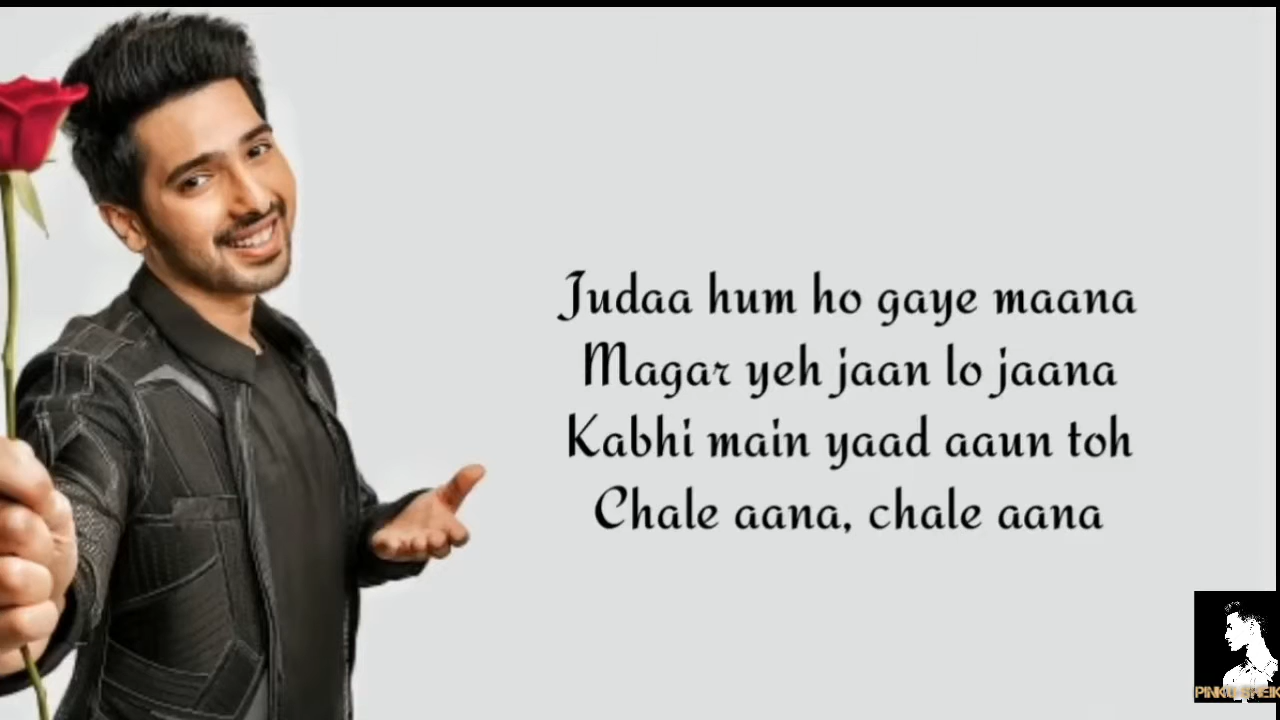 Judaa hum ho gaye maana
Magar yeh jaan lo jaana
Kabhi main yaad aaun toh
Chale aana, chale aana